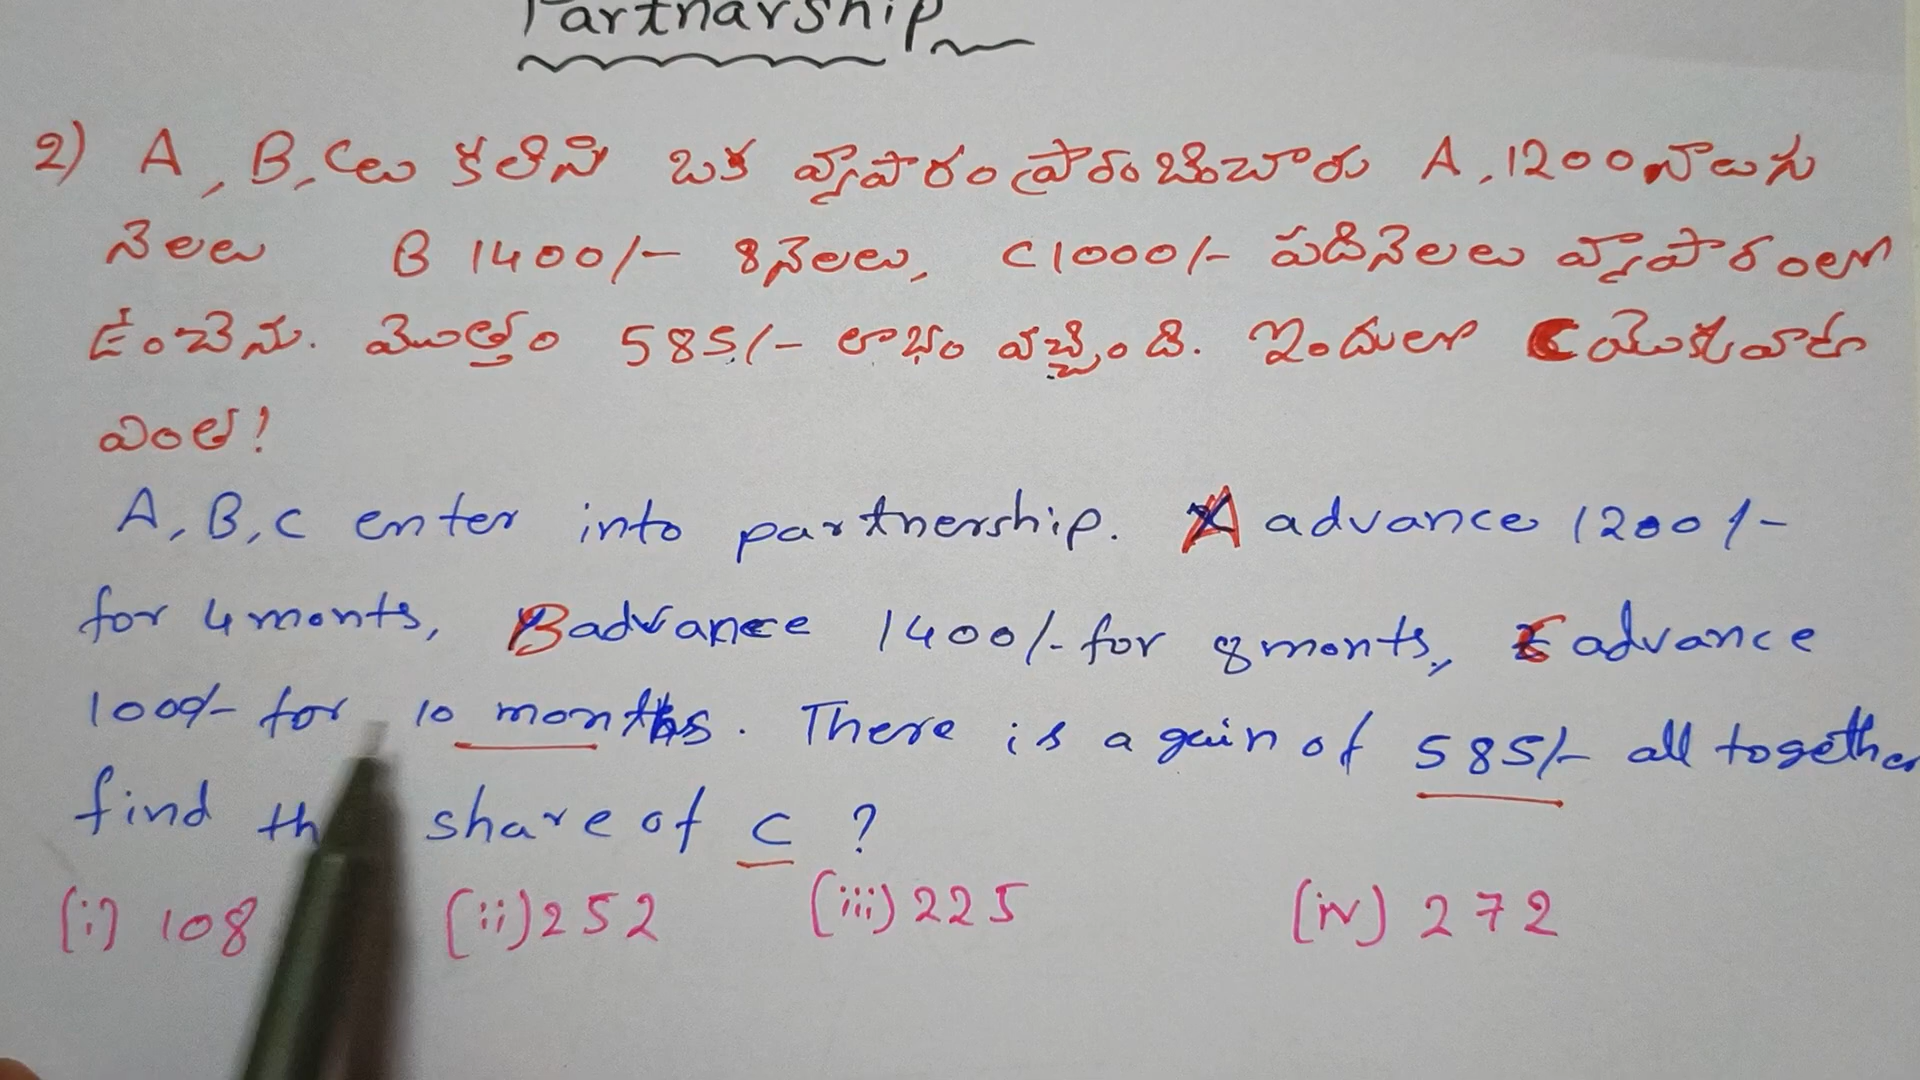 Partnarship
2) A, B, Cలు కలిసి ఒక వ్యాపారం ప్రారంభించారు A, 1200 నాలుగు
నెలలు B 1400/- 8నెలలు, C 1000/- పదినెలలు వ్యాపారంలో
ఉంచెను. మొత్తం 585/- లాభం వచ్చింది. ఇందులో C యొక్క వాటా
ఎంత?
A, B, C enter into partnership. A advance 1200/-
for 4 monts, B advance 1400/- for 8 monts, C advance
1000/- for 10 months. There is a gain of 585/- all together
find share of C ?
(i) 108 (ii) 252 (iii) 225 (iv) 272